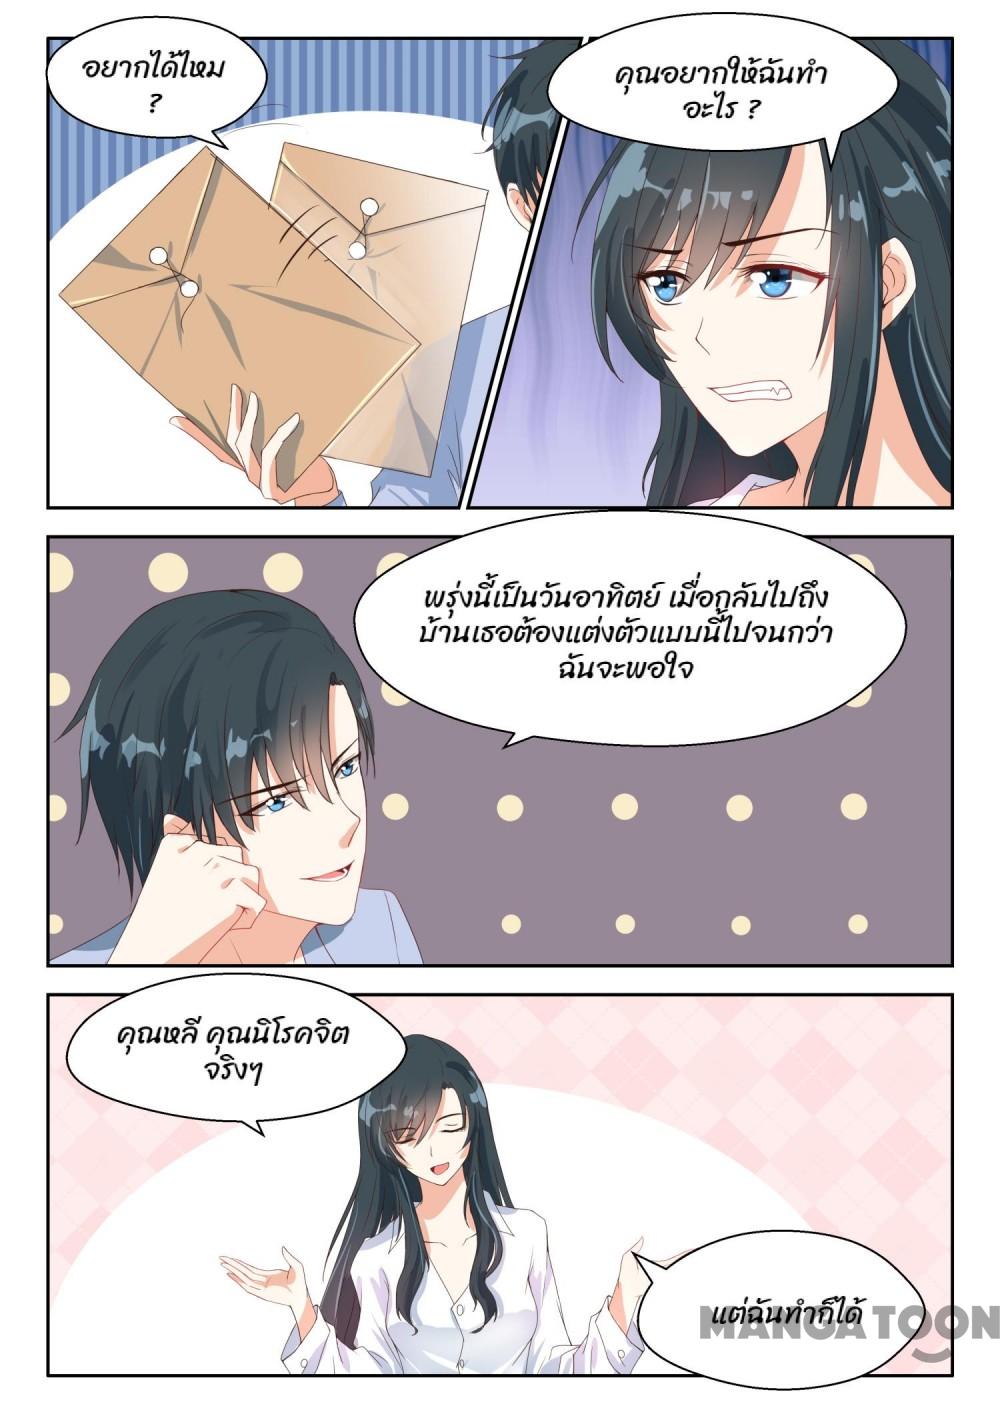 อยากได้ไหม
?
คุณอยากให้ฉันทำ
อะไร ?
พรุ่งนี้เป็นวันอาทิตย์ เมื่อกลับไปถึง
บ้านเธอต้องแต่งตัวแบบนี้ไปจนกว่า
ฉันจะพอใจ
คุณหลี คุณนิโรคจิต
จริงๆ
แต่ฉันทำก็ได้
MANGATOON